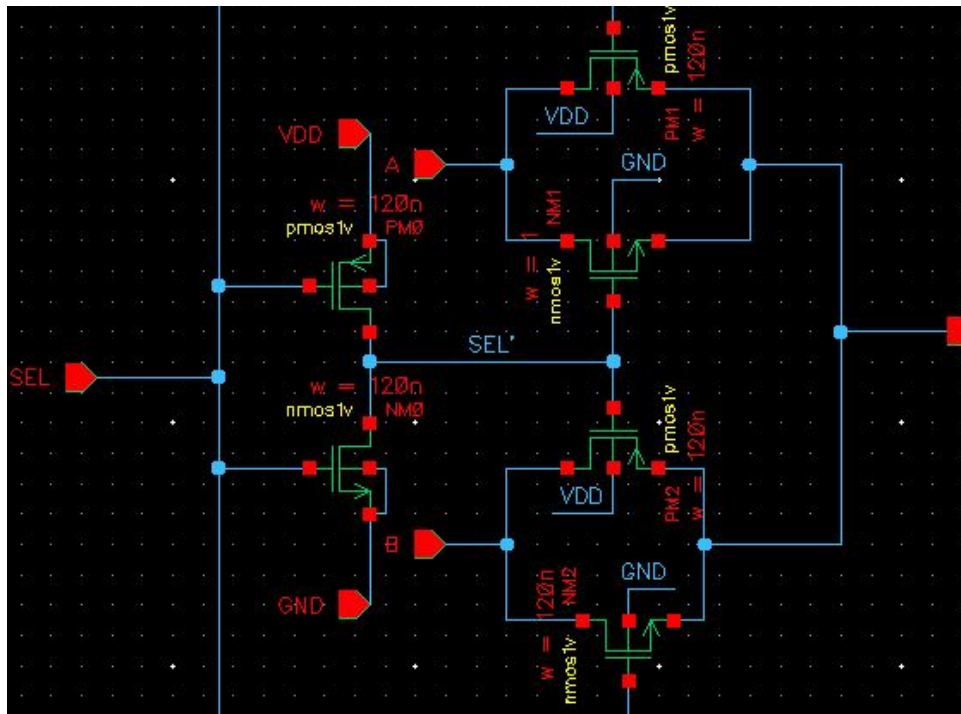 pmos1v
w = 120n
PM1
VDD
VDD
A
GND
w = 120n
pmos1v
PM0
NM1
w = 1
nmos1v
SEL'
SEL
w = 120n
nmos1v
NM0
pmos1v
w = 120n
PM2
VDD
B
GND
GND
w = 120n
NM2
nmos1v